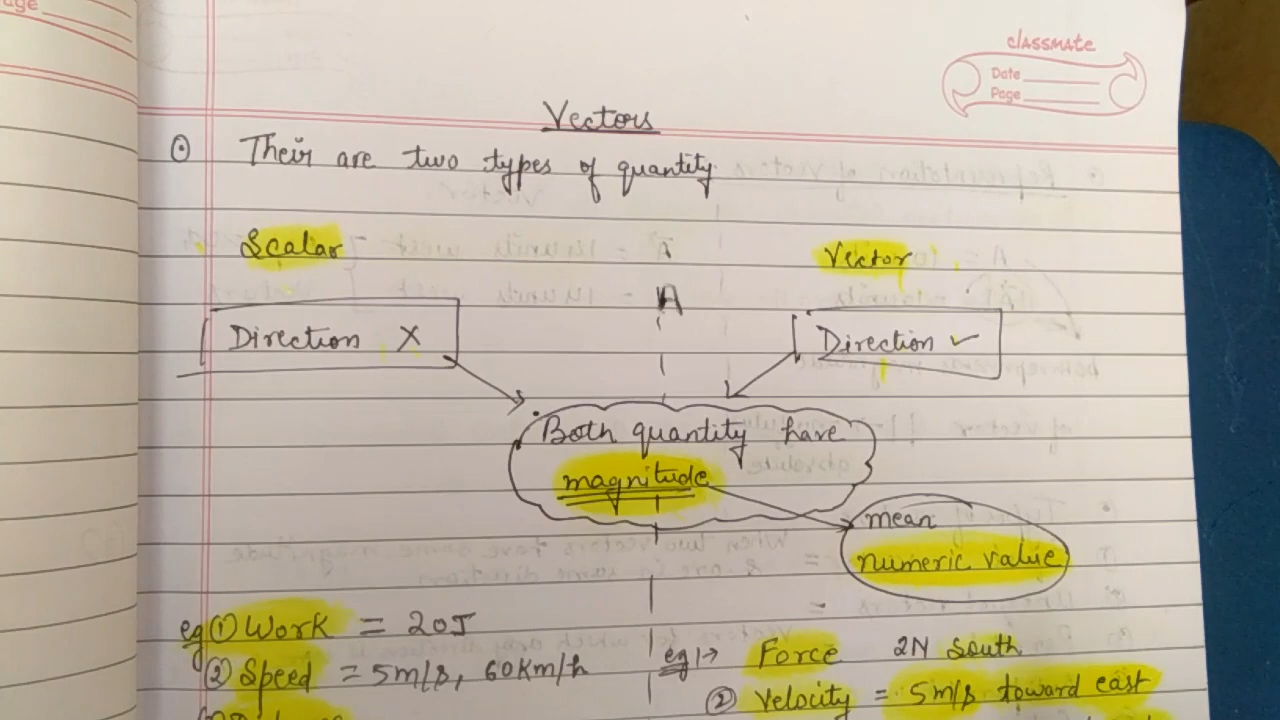 classmate
Date
Page
Vectors
Their are two types of quantity
Scalar
Vector
A
Direction X
Direction ✓
Both quantity have
magnitude
mean
numeric value
eg ① Work = 20J
② Speed = 5m/s, 60Km/h
eg 1→ Force 2N South
② Velocity = 5m/s toward east